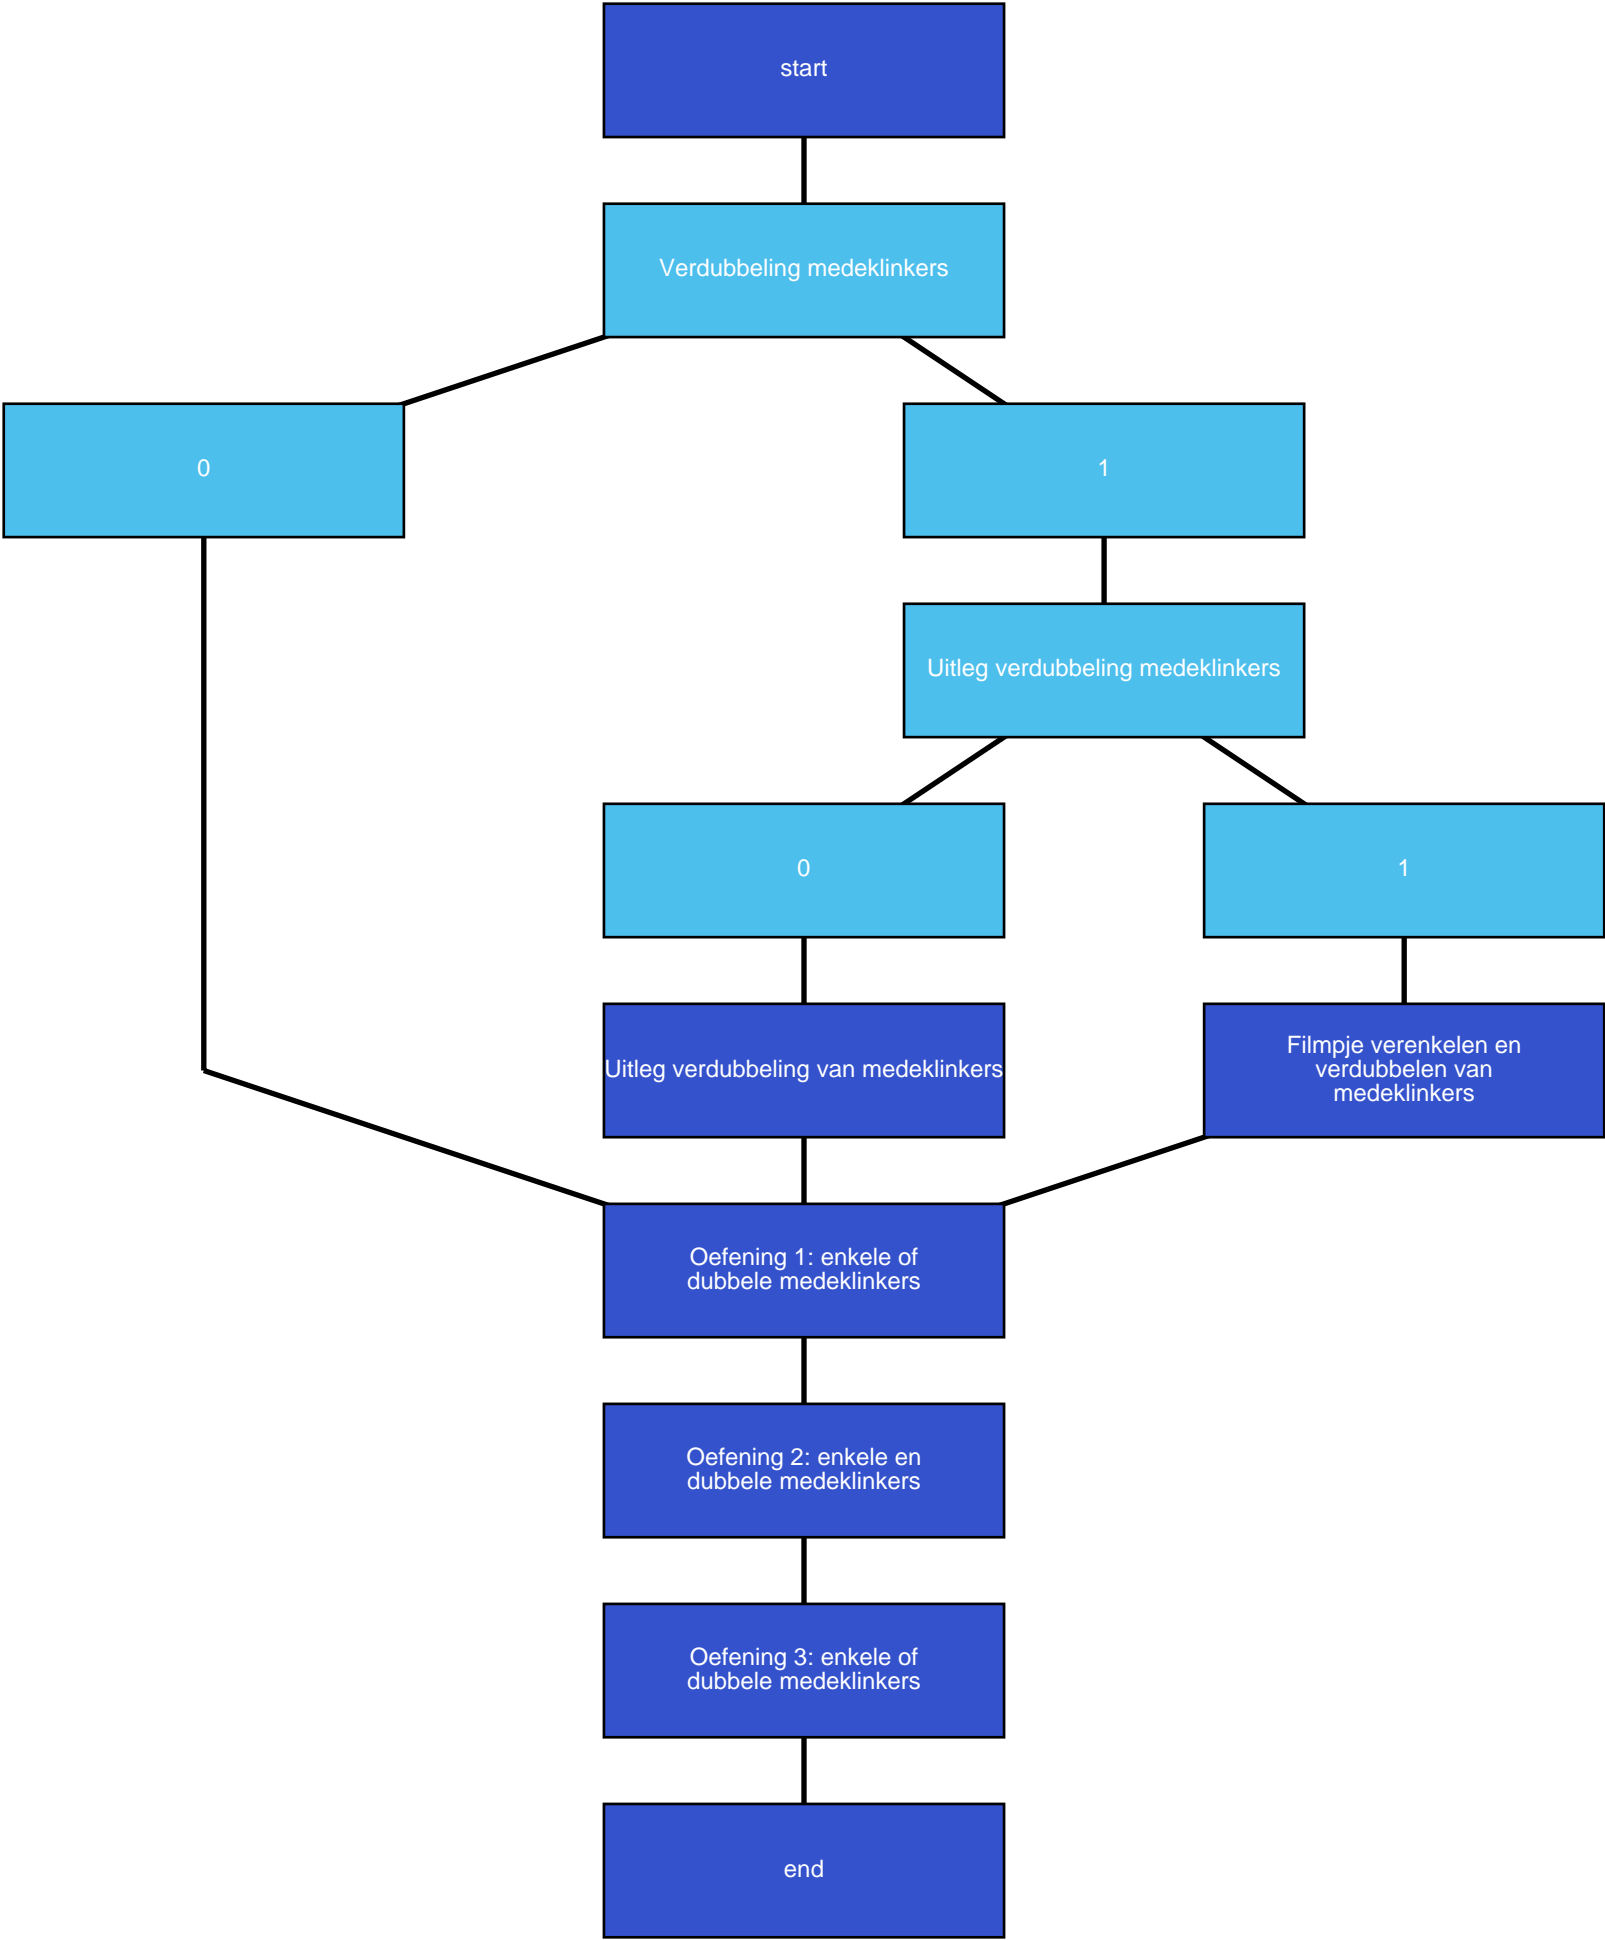 start
Verdubbeling medeklinkers
0
1
Uitleg verdubbeling medeklinkers
0
1
Uitleg verdubbeling van medeklinkers
Filmpje verenkelen en
verdubbelen van
medeklinkers
Oefening 1: enkele of
dubbele medeklinkers
Oefening 2: enkele en
dubbele medeklinkers
Oefening 3: enkele of
dubbele medeklinkers
end